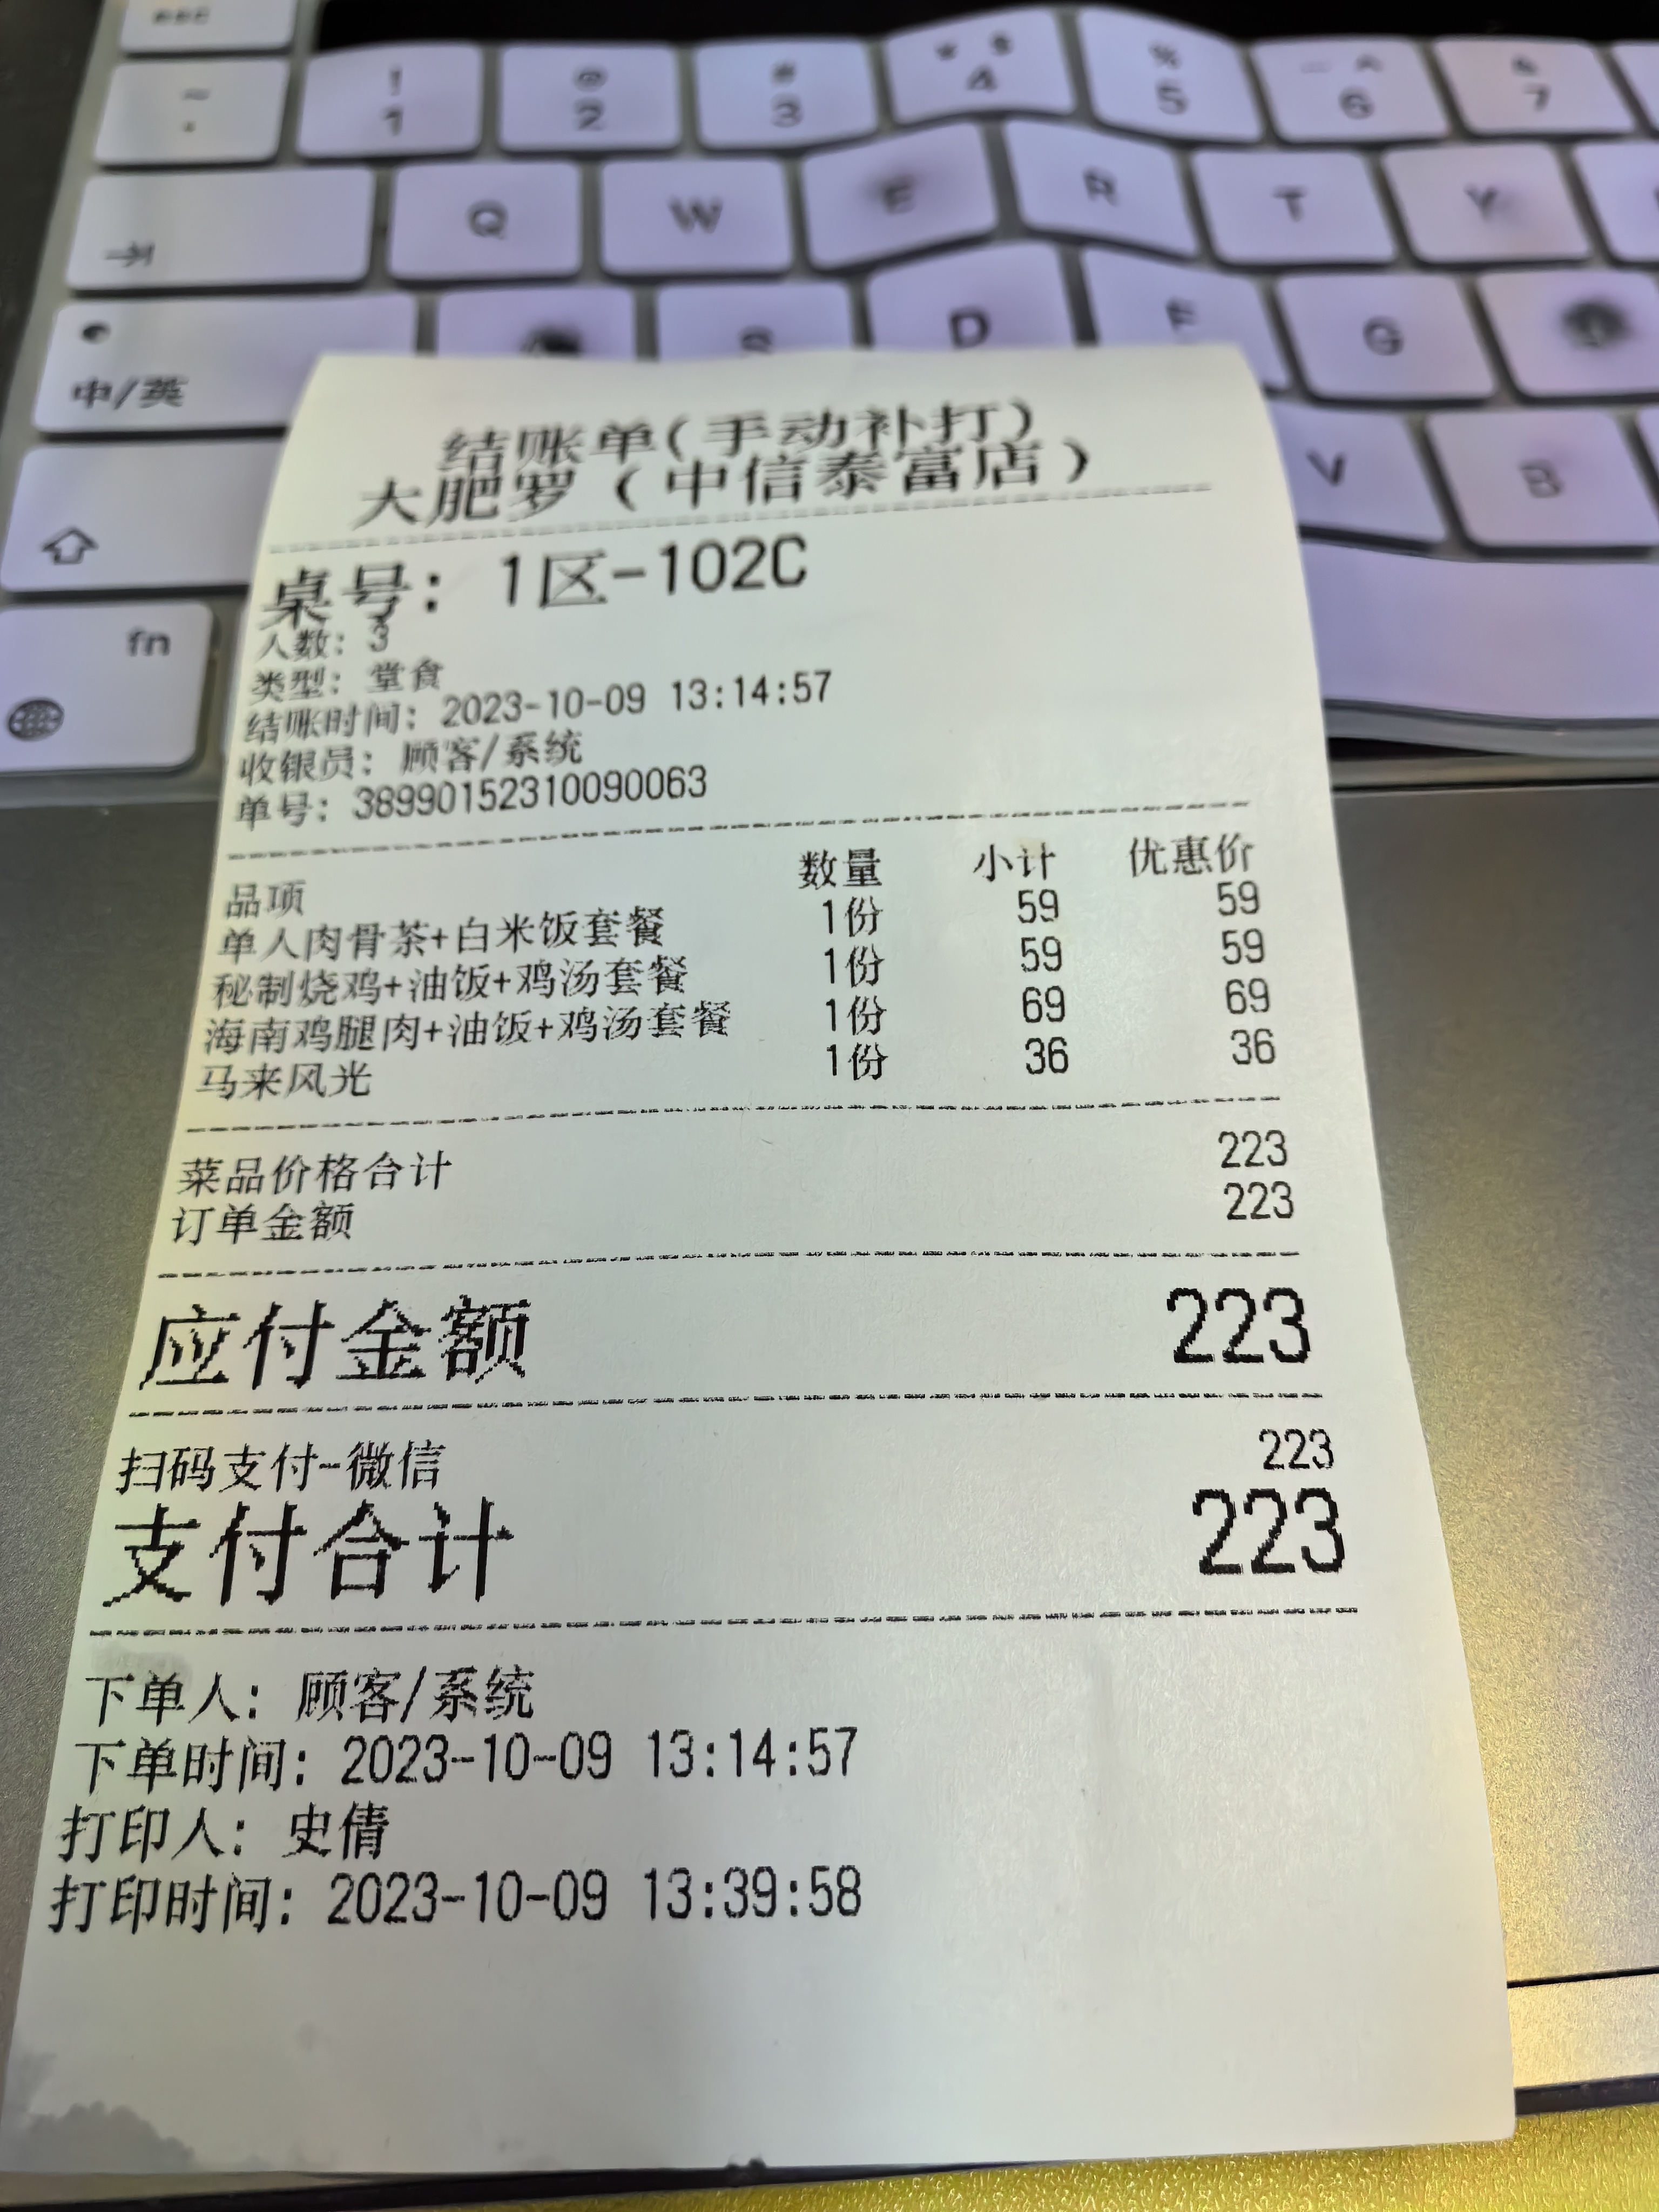 esc
~ ! 1 @ 2 # 3 ¥ $ 4 % 5 6 & 7
Q W E R T Y
中/英 S D F G
V B
fn
结账单(手动补打)
大肥罗（中信泰富店）
桌号： 1区-102C
人数：3
类型：堂食
结账时间：2023-10-09 13:14:57
收银员：顾客/系统
单号：38990152310090063
品项 数量 小计 优惠价
单人肉骨茶+白米饭套餐 1份 59 59
秘制烧鸡+油饭+鸡汤套餐 1份 59 59
海南鸡腿肉+油饭+鸡汤套餐 1份 69 69
马来风光 1份 36 36
菜品价格合计 223
订单金额 223
应付金额 223
扫码支付-微信 223
支付合计 223
下单人：顾客/系统
下单时间：2023-10-09 13:14:57
打印人：史倩
打印时间：2023-10-09 13:39:58